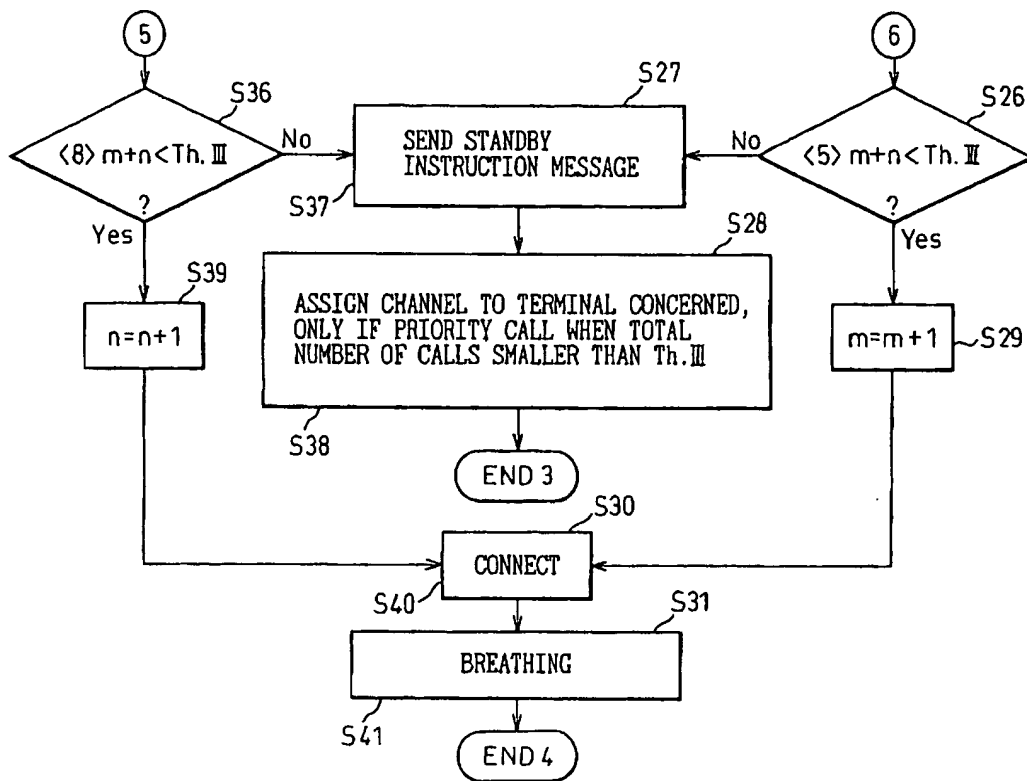 5
6
S36
S27
S26
<8> m+n<Th.III
?
No
Yes
SEND STANDBY
INSTRUCTION MESSAGE
S37
<5> m+n<Th.III
?
No
Yes
S39
n=n+1
S28
ASSIGN CHANNEL TO TERMINAL CONCERNED,
ONLY IF PRIORITY CALL WHEN TOTAL
NUMBER OF CALLS SMALLER THAN Th.III
S38
m=m+1
S29
END 3
S30
CONNECT
S40
S31
BREATHING
S41
END 4